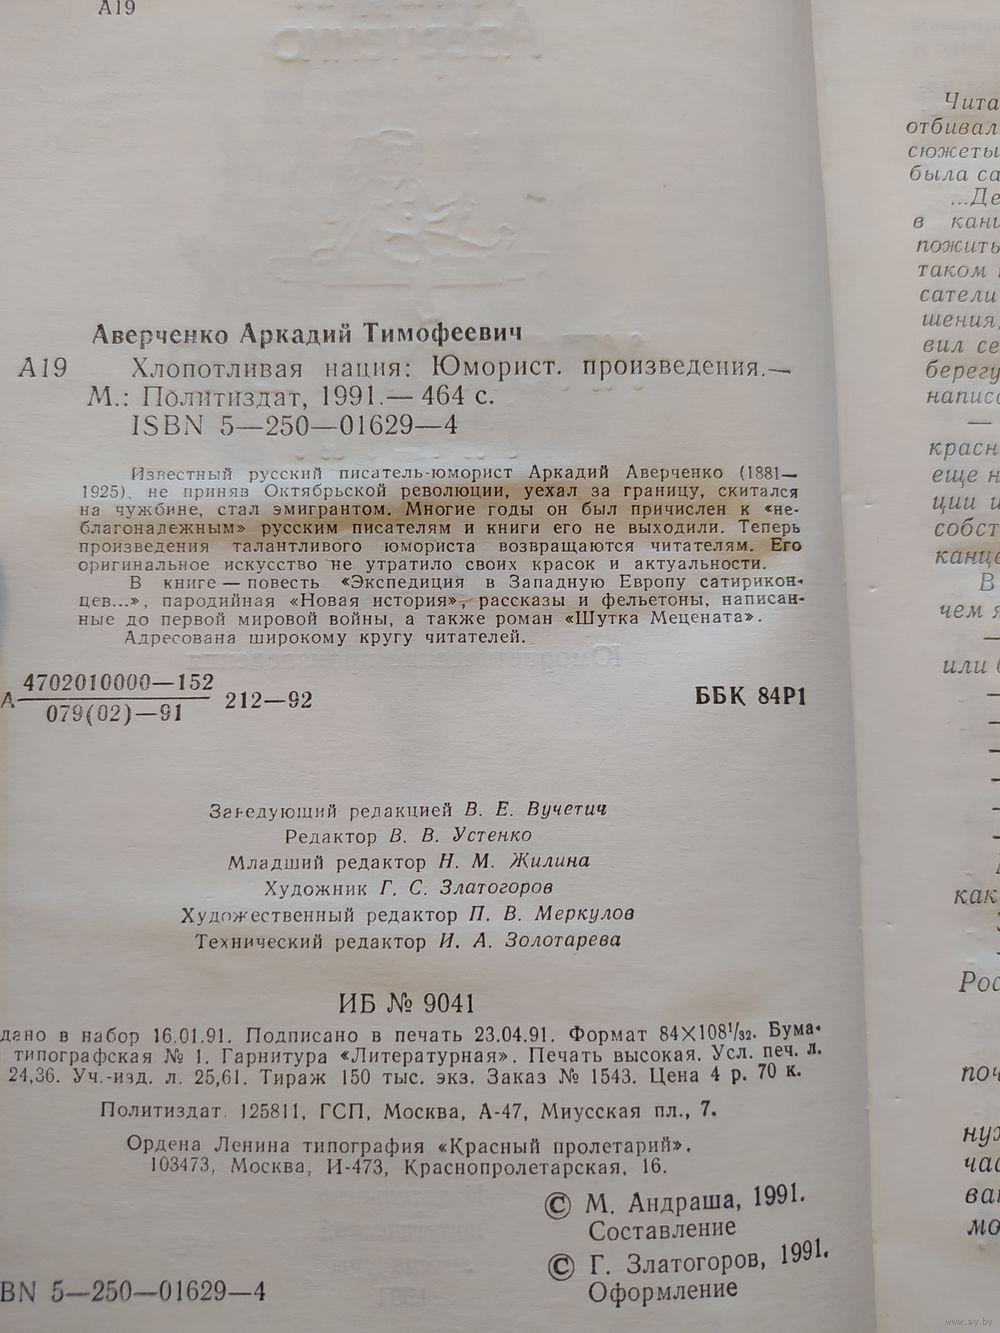 А19
Аверченко Аркадий Тимофеевич
А19 Хлопотливая нация: Юморист. произведения.—
М.: Политиздат, 1991.— 464 с.
ISBN 5—250—01629—4
Известный русский писатель-юморист Аркадий Аверченко (1881—
1925), не приняв Октябрьской революции, уехал за границу, скитался
на чужбине, стал эмигрантом. Многие годы он был причислен к «не-
благонадежным» русским писателям и книги его не выходили. Теперь
произведения талантливого юмориста возвращаются читателям. Его
оригинальное искусство не утратило своих красок и актуальности.
В книге — повесть «Экспедиция в Западную Европу сатирикон-
цев...», пародийная «Новая история», рассказы и фельетоны, написан-
ные до первой мировой войны, а также роман «Шутка Мецената».
Адресована широкому кругу читателей.
А 4702010000—152 212—92 ББК 84Р1
079(02)—91
Заведующий редакцией В. Е. Вучетич
Редактор В. В. Устенко
Младший редактор Н. М. Жилина
Художник Г. С. Златогоров
Художественный редактор П. В. Меркулов
Технический редактор И. А. Золотарева
ИБ № 9041
дано в набор 16.01.91. Подписано в печать 23.04.91. Формат 84×108¹/₃₂. Бума-
типографская № 1. Гарнитура «Литературная». Печать высокая. Усл. печ. л.
24,36. Уч.-изд. л. 25,61. Тираж 150 тыс. экз. Заказ № 1543. Цена 4 р. 70 к.
Политиздат, 125811, ГСП, Москва, А-47, Миусская пл., 7.
Ордена Ленина типография «Красный пролетарий».
103473, Москва, И-473, Краснопролетарская, 16.
© М. Андраша, 1991.
Составление
© Г. Златогоров, 1991.
Оформление
BN 5—250—01629—4
Чита
отбивал
сюжеты
была са
...Де
в канц
пожить
таком
сатели
шения,
вил се
берегу
написа
—
красн
еще н
ции и
собст
канце
В
чем я
—
или б
—
—
—
—
—
—
как
Рос
поч
нуж
час
ва
мо
www.ay.by